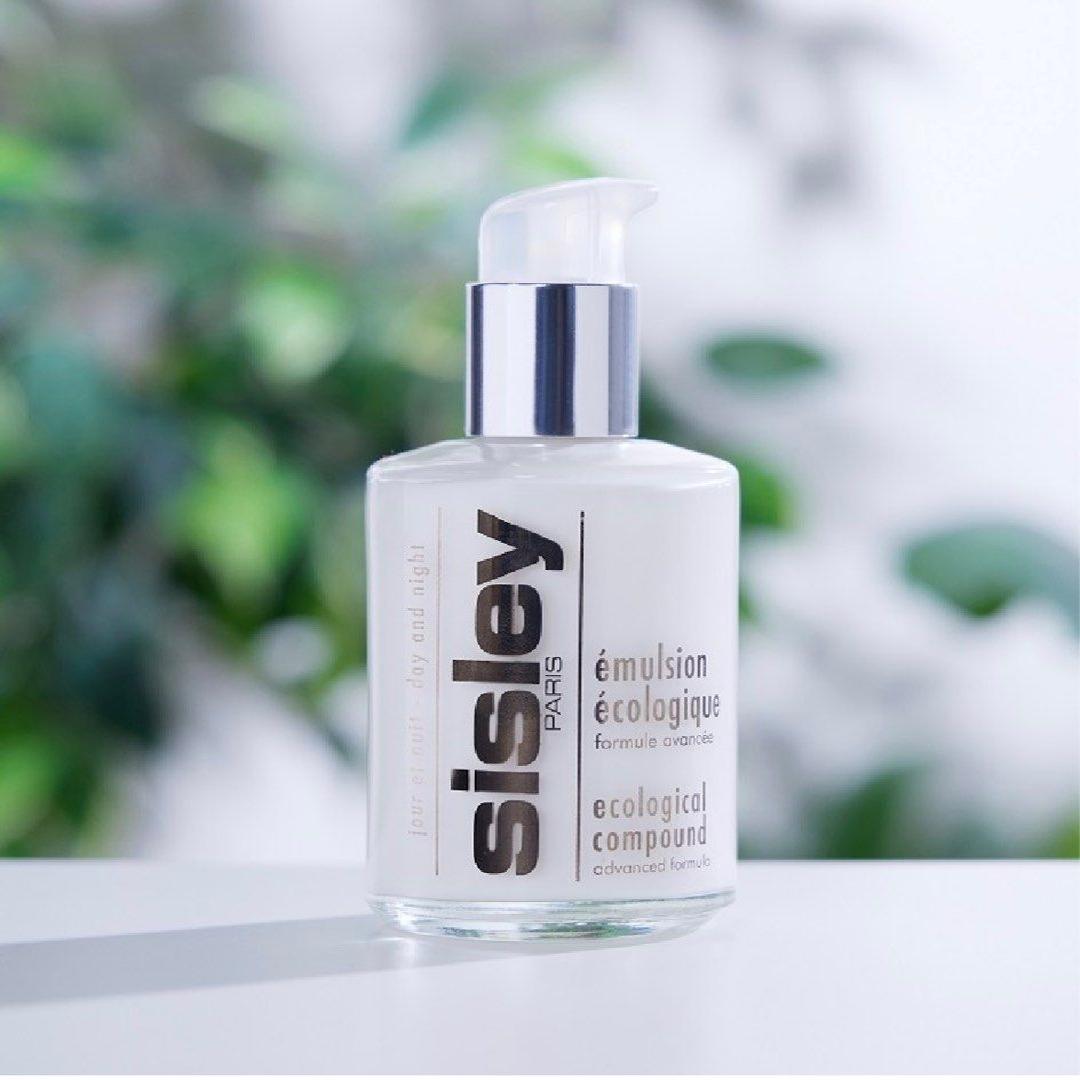 jour et nuit - day and night
sisley
PARIS
émulsion
écologique
formule avancée
ecological
compound
advanced formula